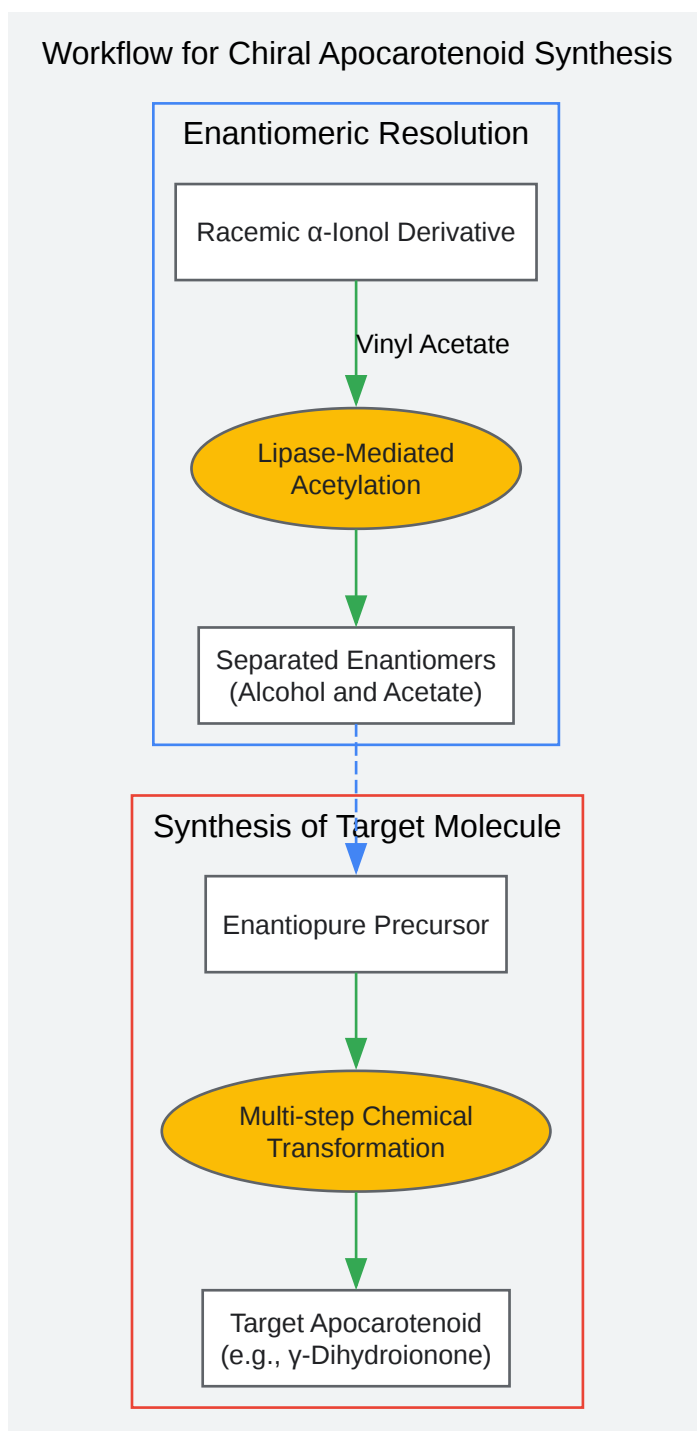 Workflow for Chiral Apocarotenoid Synthesis
Enantiomeric Resolution
Racemic α-Ionol Derivative
Vinyl Acetate
Lipase-Mediated
Acetylation
Separated Enantiomers
(Alcohol and Acetate)
Synthesis of Target Molecule
Enantiopure Precursor
Multi-step Chemical
Transformation
Target Apocarotenoid
(e.g., γ-Dihydroionone)